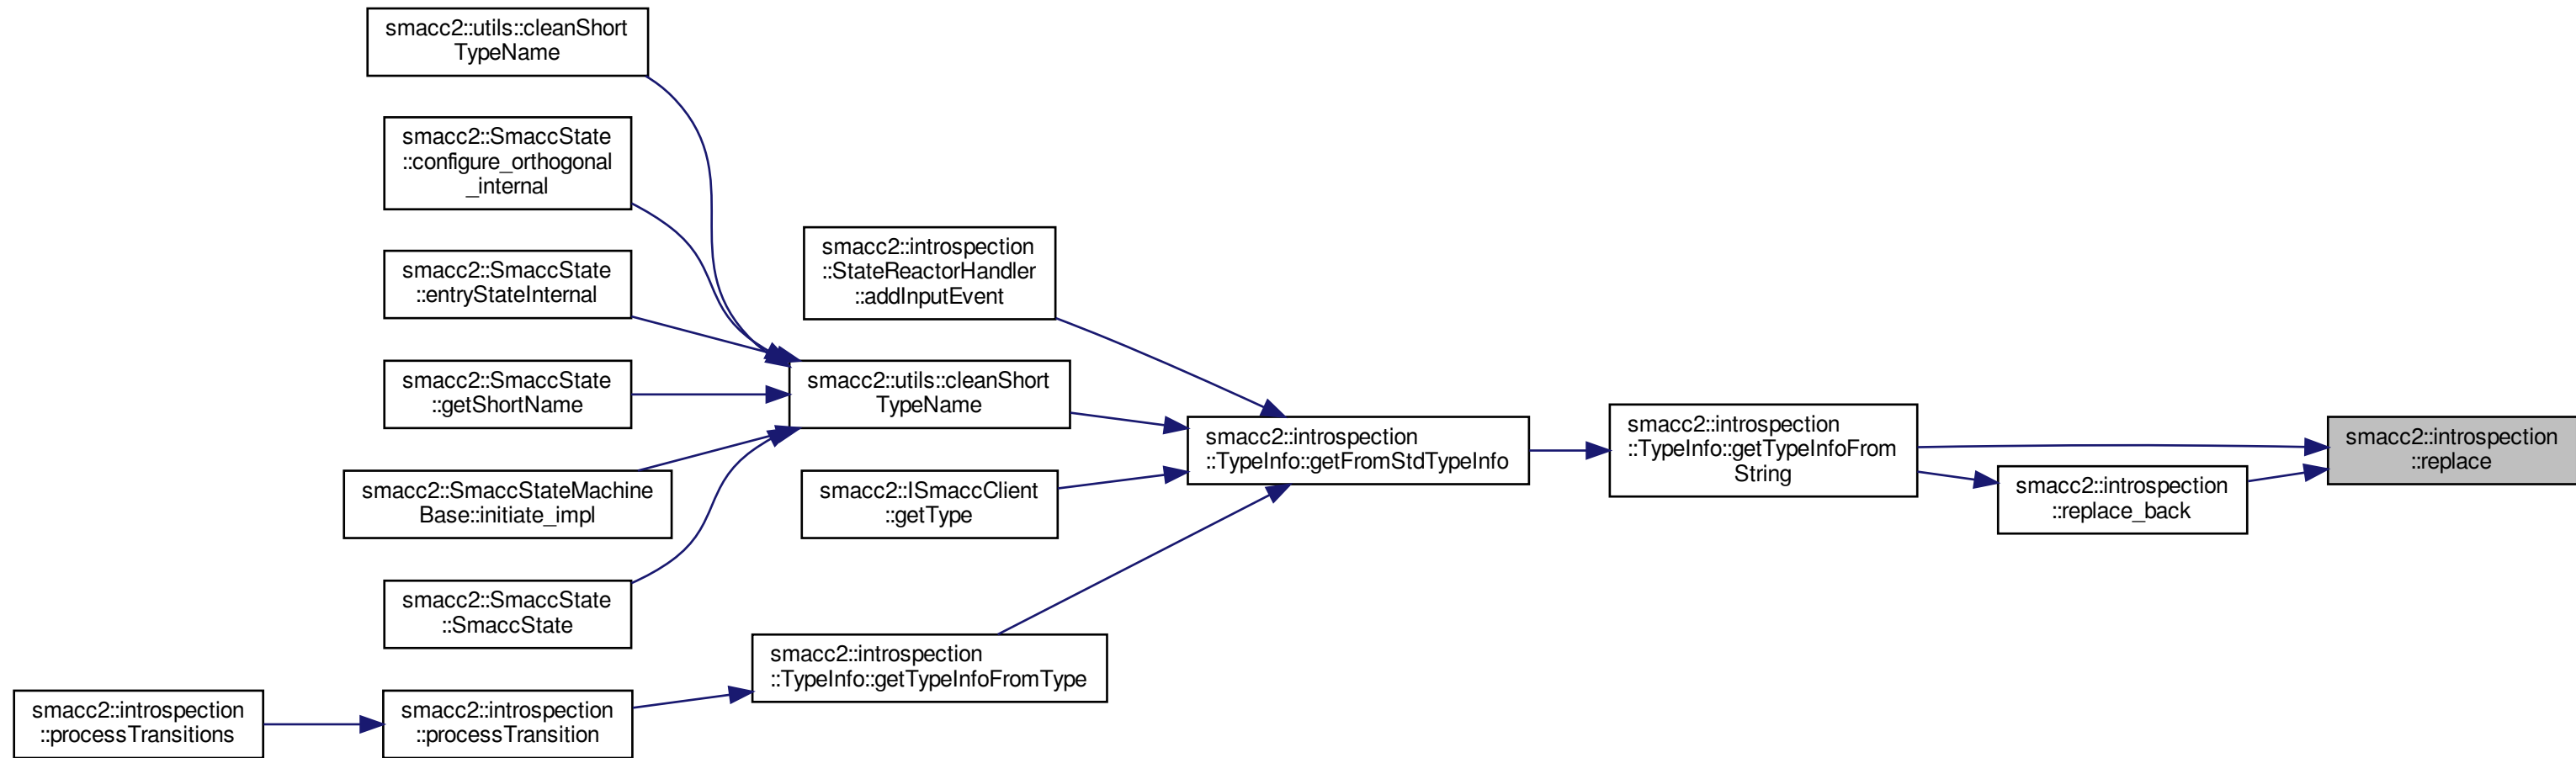 smacc2::utils::cleanShort
TypeName
smacc2::SmaccState
::configure_orthogonal
_internal
smacc2::SmaccState
::entryStateInternal
smacc2::SmaccState
::getShortName
smacc2::SmaccStateMachine
Base::initiate_impl
smacc2::SmaccState
::SmaccState
smacc2::introspection
::processTransitions
smacc2::introspection
::processTransition
smacc2::introspection
::StateReactorHandler
::addInputEvent
smacc2::utils::cleanShort
TypeName
smacc2::ISmaccClient
::getType
smacc2::introspection
::TypeInfo::getTypeInfoFromType
smacc2::introspection
::TypeInfo::getFromStdTypeInfo
smacc2::introspection
::TypeInfo::getTypeInfoFrom
String
smacc2::introspection
::replace_back
smacc2::introspection
::replace